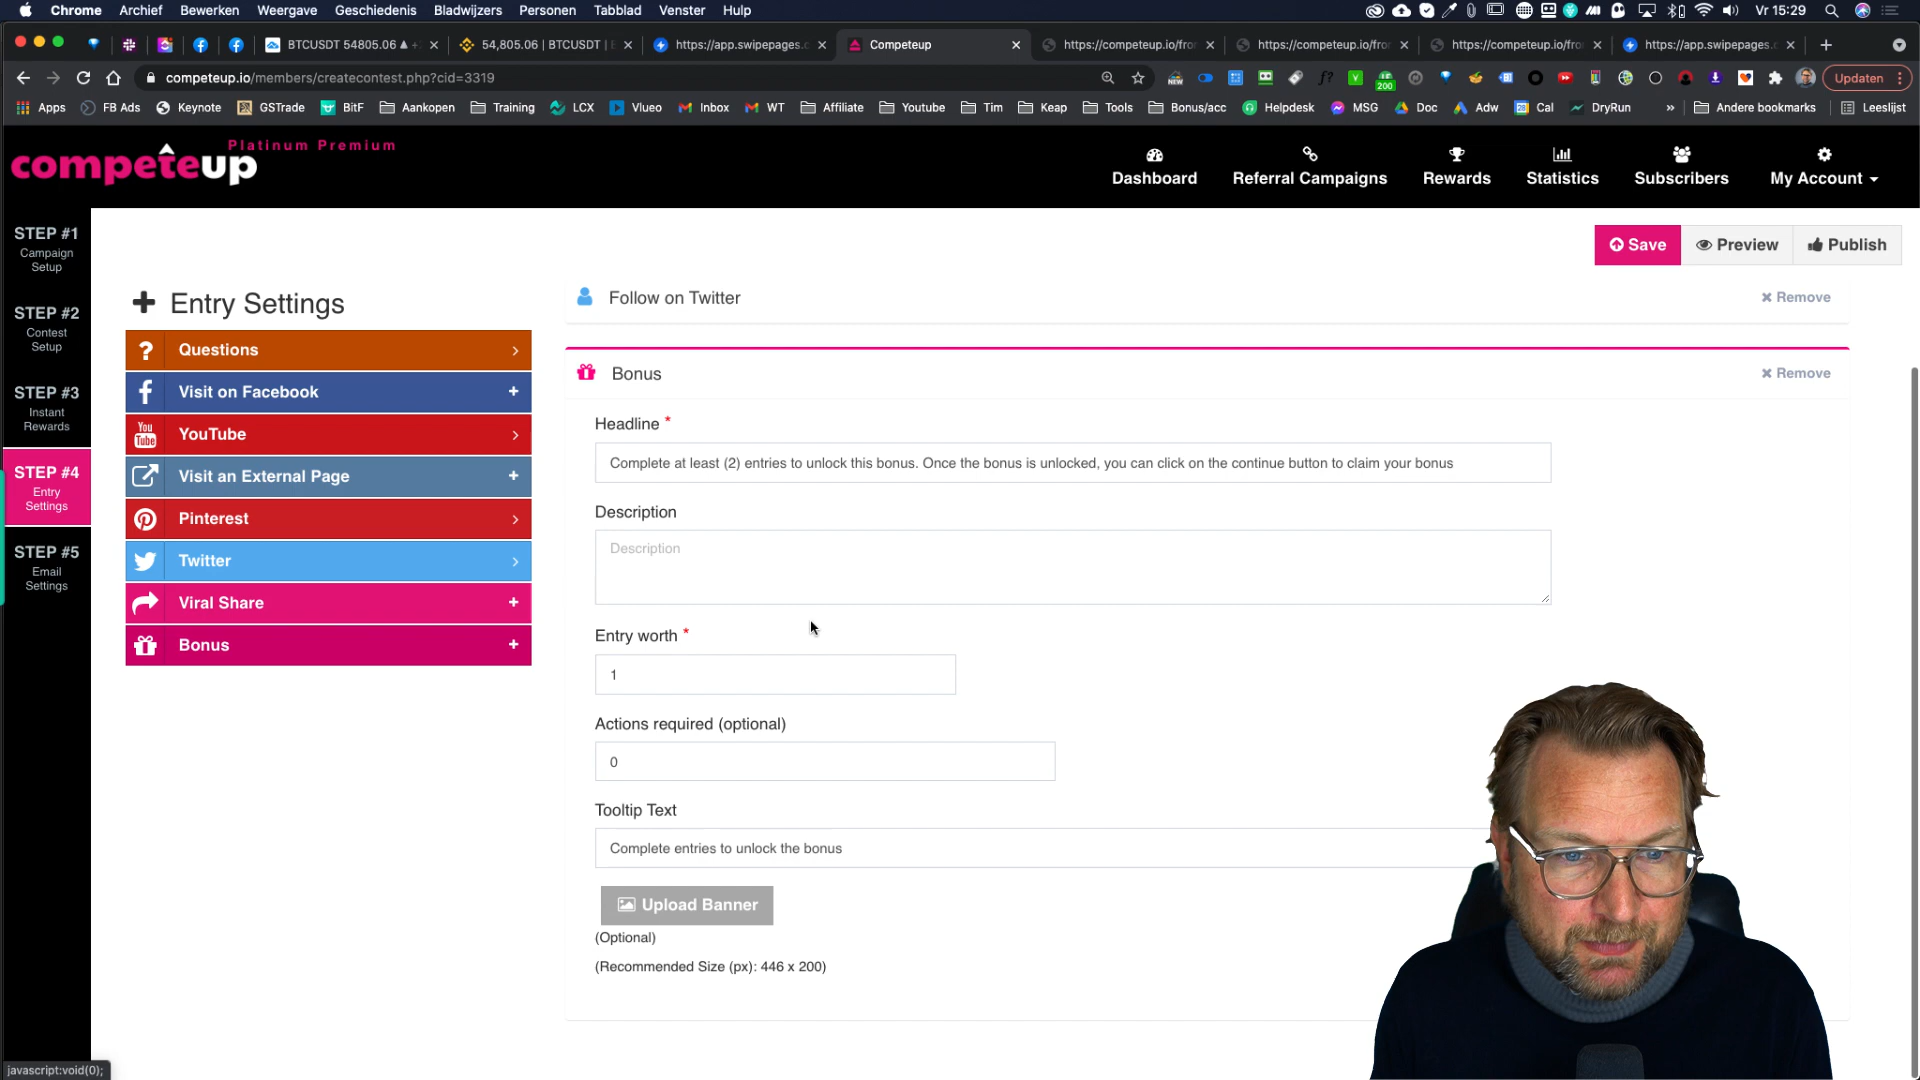 Chrome Archief Bewerken Weergave Geschiedenis Bladwijzers Personen Tabblad Venster Hulp Vr 15:29
BTCUSDT 54805.06 54,805.06 | BTCUSDT | https://app.swipepages. Competeup https://competeup.io/fro https://competeup.io/fro https://competeup.io/fro https://app.swipepages.
competeup.io/members/createcontest.php?cid=3319 NEW 200 Updaten
Apps FB Ads Keynote GSTrade BitF Aankopen Training LCX Vlueo Inbox WT Affiliate Youtube Tim Keap Tools Bonus/acc Helpdesk MSG Doc Adw Cal DryRun » Andere bookmarks Leeslijst
Platinum Premium
competeup
Dashboard Referral Campaigns Rewards Statistics Subscribers My Account
STEP #1
Campaign
Setup
STEP #2
Contest
Setup
STEP #3
Instant
Rewards
STEP #4
Entry
Settings
STEP #5
Email
Settings
Save Preview Publish
Entry Settings
Questions
Visit on Facebook
You Tube YouTube
Visit an External Page
Pinterest
Twitter
Viral Share
Bonus
Follow on Twitter Remove
Bonus Remove
Headline *
Complete at least (2) entries to unlock this bonus. Once the bonus is unlocked, you can click on the continue button to claim your bonus
Description
Description
Entry worth *
1
Actions required (optional)
0
Tooltip Text
Complete entries to unlock the bonus
Upload Banner
(Optional)
(Recommended Size (px): 446 x 200)
javascript:void(0);